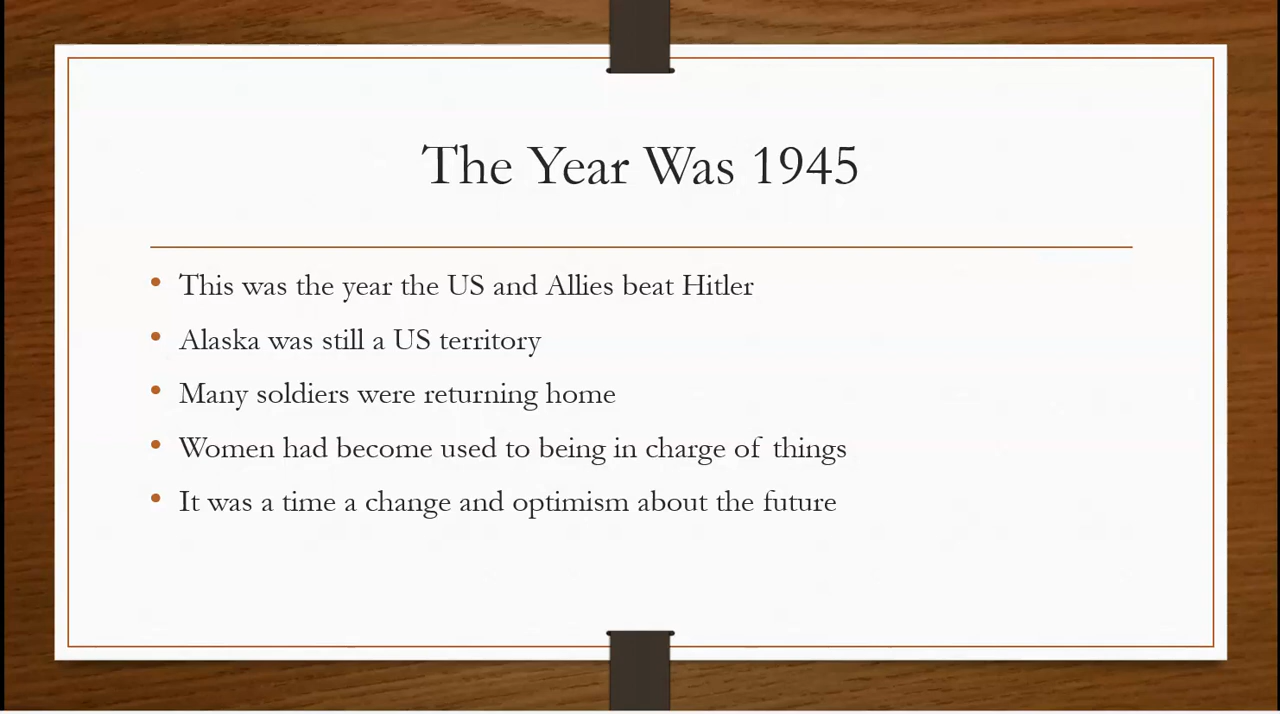 The Year Was 1945
• This was the year the US and Allies beat Hitler
• Alaska was still a US territory
• Many soldiers were returning home
• Women had become used to being in charge of things
• It was a time a change and optimism about the future